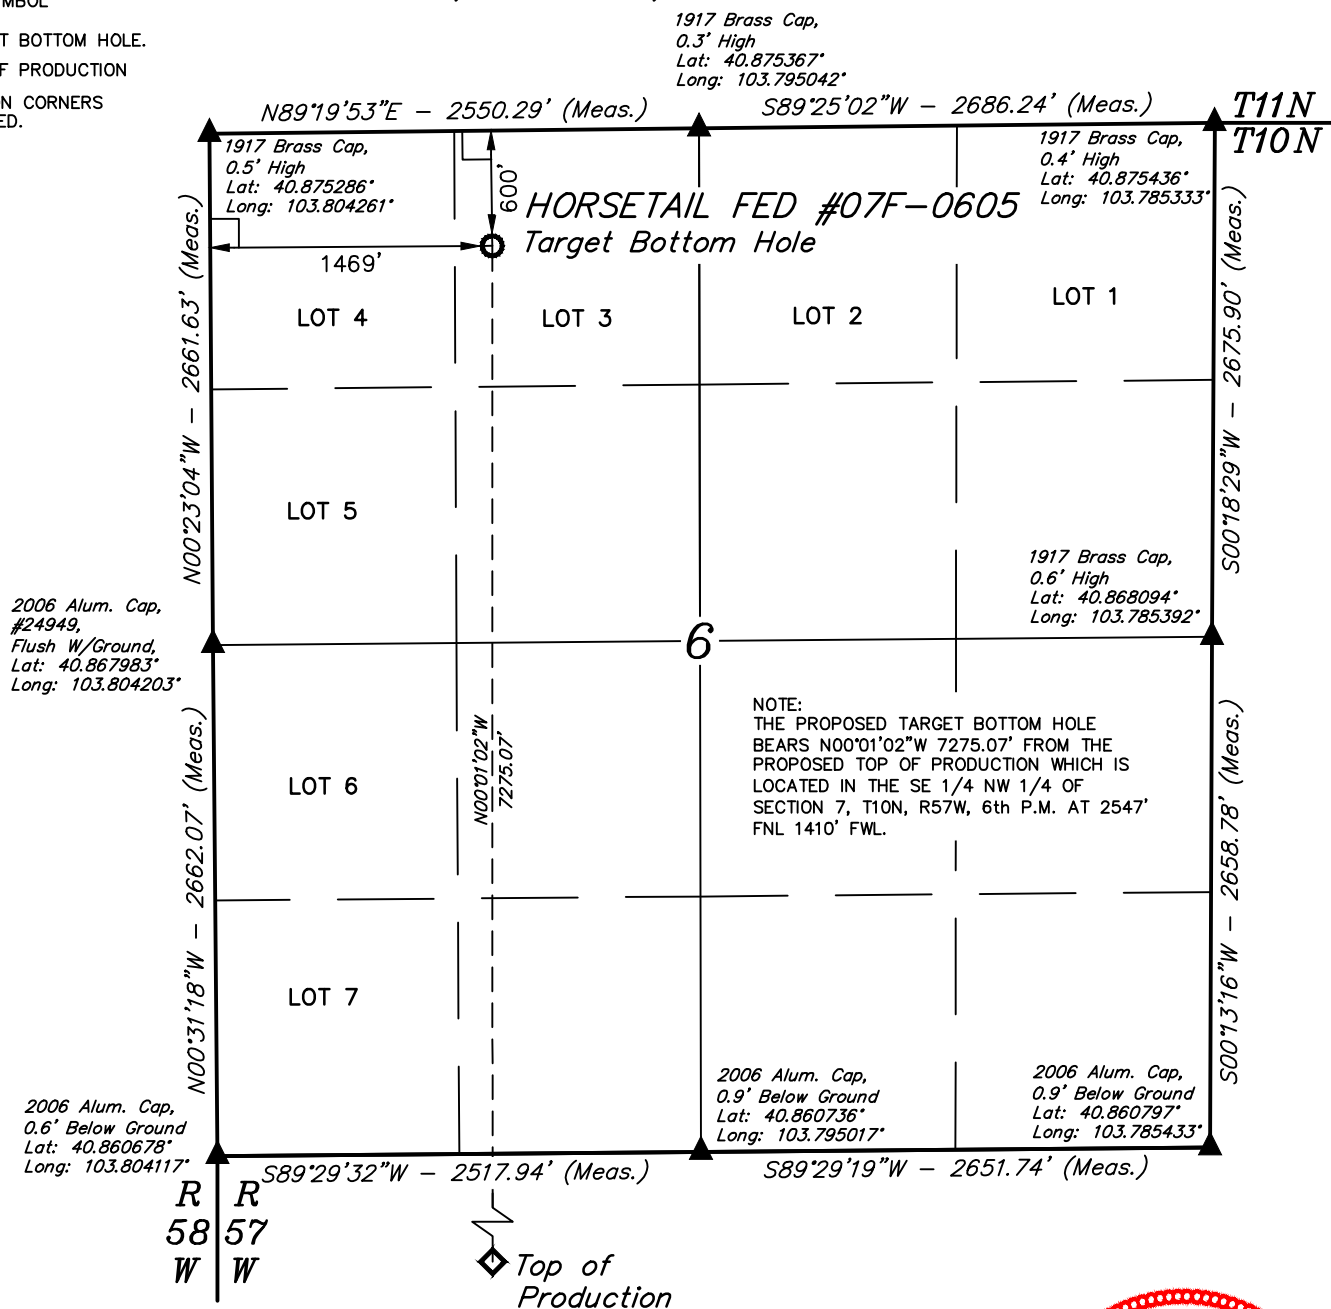 BOTTOM HOLE.
PRODUCTION
CORNERS
1917 Brass Cap,
0.3' High
Lat: 40.875367°
Long: 103.795042°
N89°19'53"E - 2550.29' (Meas.)
S89°25'02"W - 2686.24' (Meas.)
T11N
T10N
1917 Brass Cap,
0.5' High
Lat: 40.875286°
Long: 103.804261°
1917 Brass Cap,
0.4' High
Lat: 40.875436°
Long: 103.785333°
600'
HORSETAIL FED #07F-0605
Target Bottom Hole
1469'
LOT 4
LOT 3
LOT 2
LOT 1
N00°23'04"W - 2661.63' (Meas.)
S00°18'29"W - 2675.90' (Meas.)
LOT 5
1917 Brass Cap,
0.6' High
Lat: 40.868094°
Long: 103.785392°
2006 Alum. Cap,
#24949,
Flush W/Ground,
Lat: 40.867983°
Long: 103.804203°
6
N00°01'02"W
7275.07'
NOTE:
THE PROPOSED TARGET BOTTOM HOLE
BEARS N00°01'02"W 7275.07' FROM THE
PROPOSED TOP OF PRODUCTION WHICH IS
LOCATED IN THE SE 1/4 NW 1/4 OF
SECTION 7, T10N, R57W, 6th P.M. AT 2547'
FNL 1410' FWL.
LOT 6
N00°31'18"W - 2662.07' (Meas.)
S00°13'16"W - 2658.78' (Meas.)
LOT 7
2006 Alum. Cap,
0.9' Below Ground
Lat: 40.860736°
Long: 103.795017°
2006 Alum. Cap,
0.9' Below Ground
Lat: 40.860797°
Long: 103.785433°
2006 Alum. Cap,
0.6' Below Ground
Lat: 40.860678°
Long: 103.804117°
S89°29'32"W - 2517.94' (Meas.)
S89°29'19"W - 2651.74' (Meas.)
R R
58 57
W W
Top of
Production